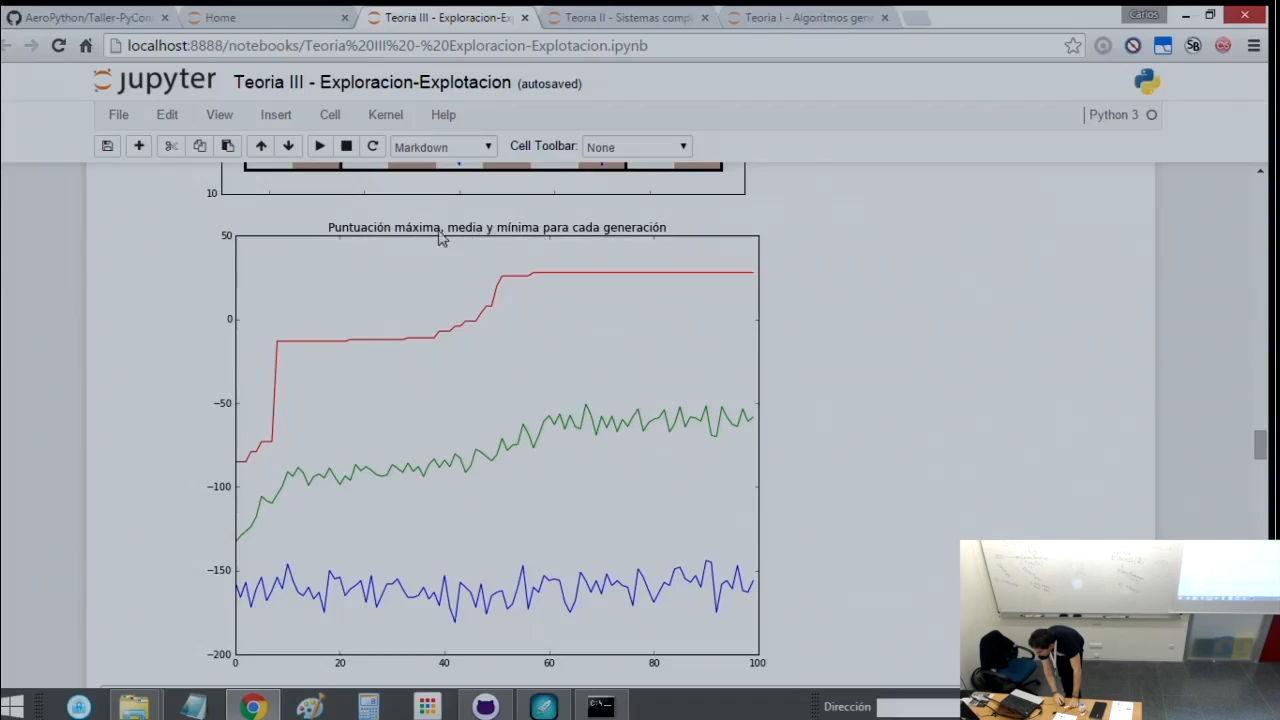 AeroPython/Taller-PyCon
Home
Teoria III - Exploracion-Exp
Teoria II - Sistemas compl
Teoria I - Algoritmos gen
Carlos
localhost:8888/notebooks/Teoria%20III%20-%20Exploracion-Explotacion.ipynb
jupyter Teoria III - Exploracion-Explotacion (autosaved)
File Edit View Insert Cell Kernel Help
Python 3
Markdown
Cell Toolbar: None
10
Puntuación máxima, media y mínima para cada generación
50
0
−50
−100
−150
−200
0 20 40 60 80 100
Dirección